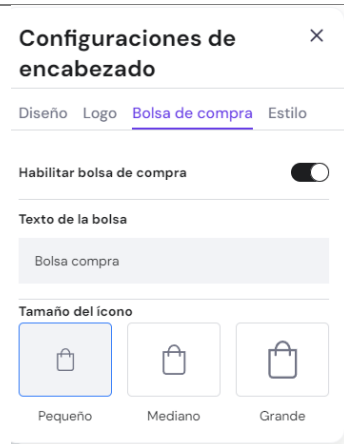 Configuraciones de
encabezado
Diseño Logo Bolsa de compra Estilo
Habilitar bolsa de compra
Texto de la bolsa
Bolsa compra
Tamaño del ícono
Pequeño Mediano Grande